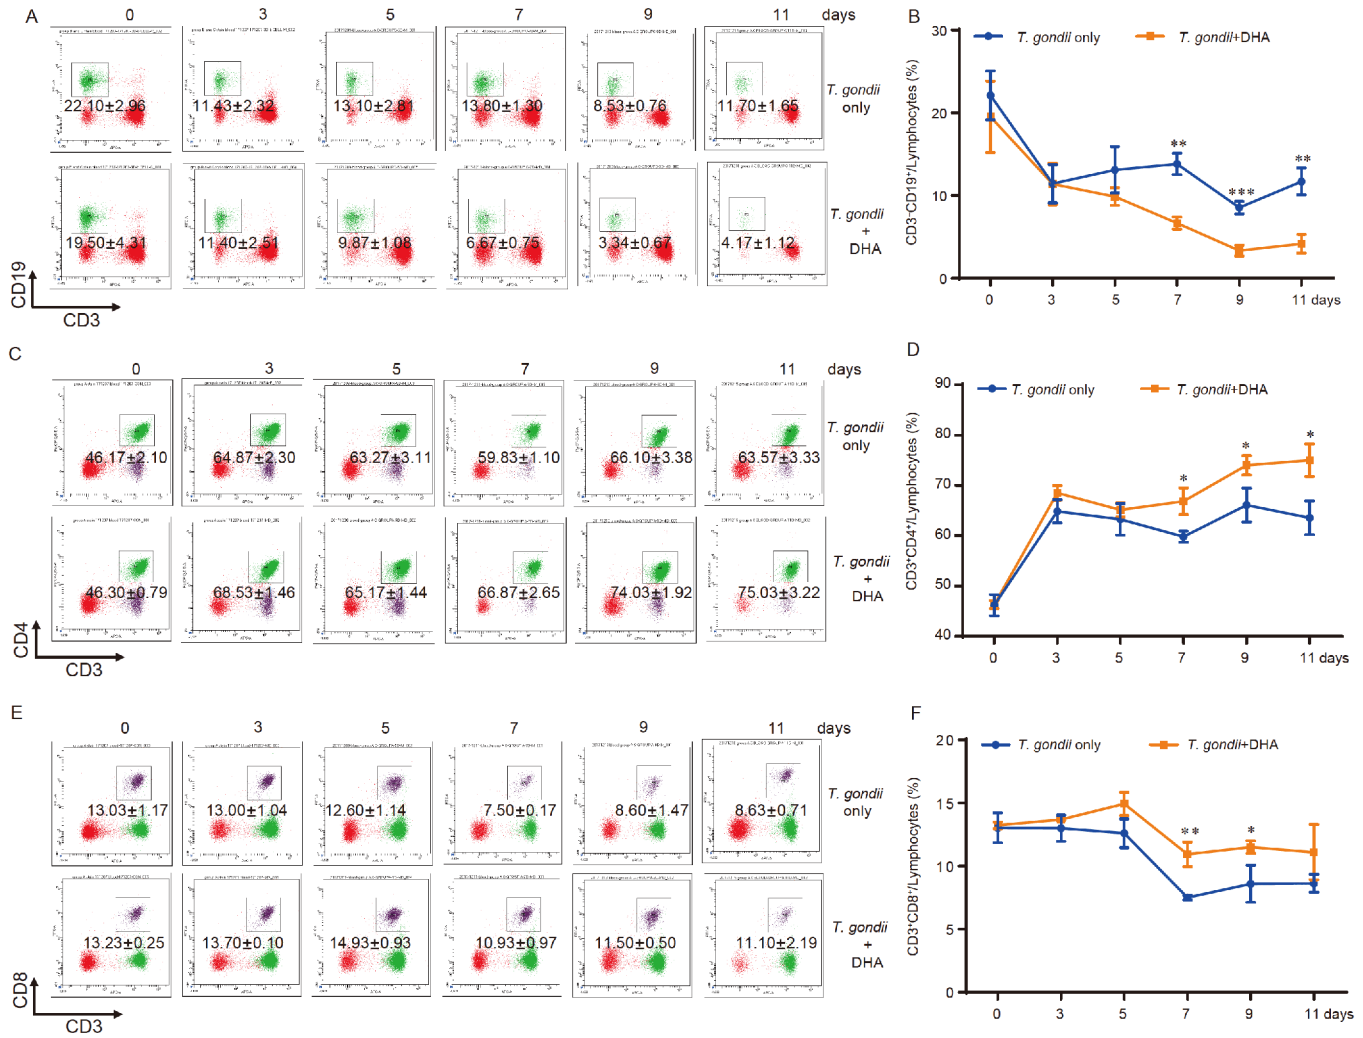 A
0 3 5 7 9 11 days
22.10±2.96 11.43±2.32 13.10±2.81 13.80±1.30 8.53±0.76 11.70±1.65
T. gondii
only
19.50±4.31 11.40±2.51 9.87±1.08 6.67±0.75 3.34±0.67 4.17±1.12
T. gondii
+
DHA
CD19
CD3
B
T. gondii only T. gondii+DHA
CD3-CD19+/Lymphocytes (%)
30
20
10
0
** *** **
0 3 5 7 9 11 days
C
0 3 5 7 9 11 days
46.17±2.10 64.87±2.30 63.27±3.11 59.83±1.10 66.10±3.38 63.57±3.33
T. gondii
only
46.30±0.79 68.53±1.46 65.17±1.44 66.87±2.65 74.03±1.92 75.03±3.22
T. gondii
+
DHA
CD4
CD3
D
T. gondii only T. gondii+DHA
CD3+CD4+/Lymphocytes (%)
90
80
70
60
50
40
* * *
0 3 5 7 9 11 days
E
0 3 5 7 9 11 days
13.03±1.17 13.00±1.04 12.60±1.14 7.50±0.17 8.60±1.47 8.63±0.71
T. gondii
only
13.23±0.25 13.70±0.10 14.93±0.93 10.93±0.97 11.50±0.50 11.10±2.19
T. gondii
+
DHA
CD8
CD3
F
T. gondii only T. gondii+DHA
CD3+CD8+/Lymphocytes (%)
20
15
10
5
0
** *
0 3 5 7 9 11 days